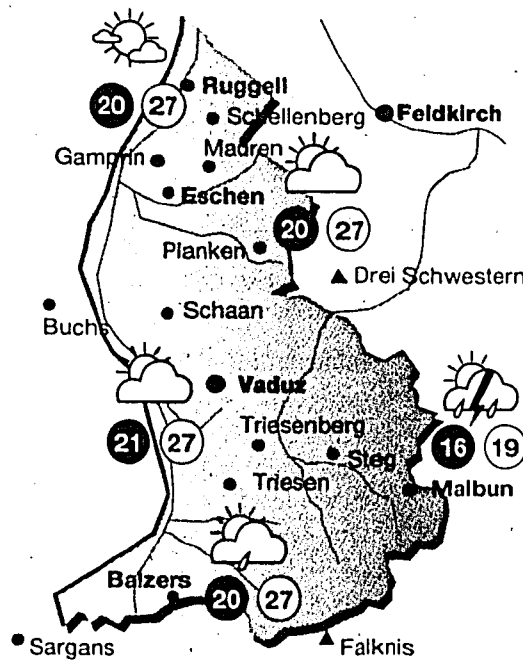 Ruggell
20 27
Schellenberg
Feldkirch
Gamprin
Mauren
Eschen
20 27
Planken
Drei Schwestern
Buchs
Schaan
Vaduz
21 27
Triesenberg
16 19
Steg
Triesen
Malbun
Balzers
20 27
Sargans
Falknis